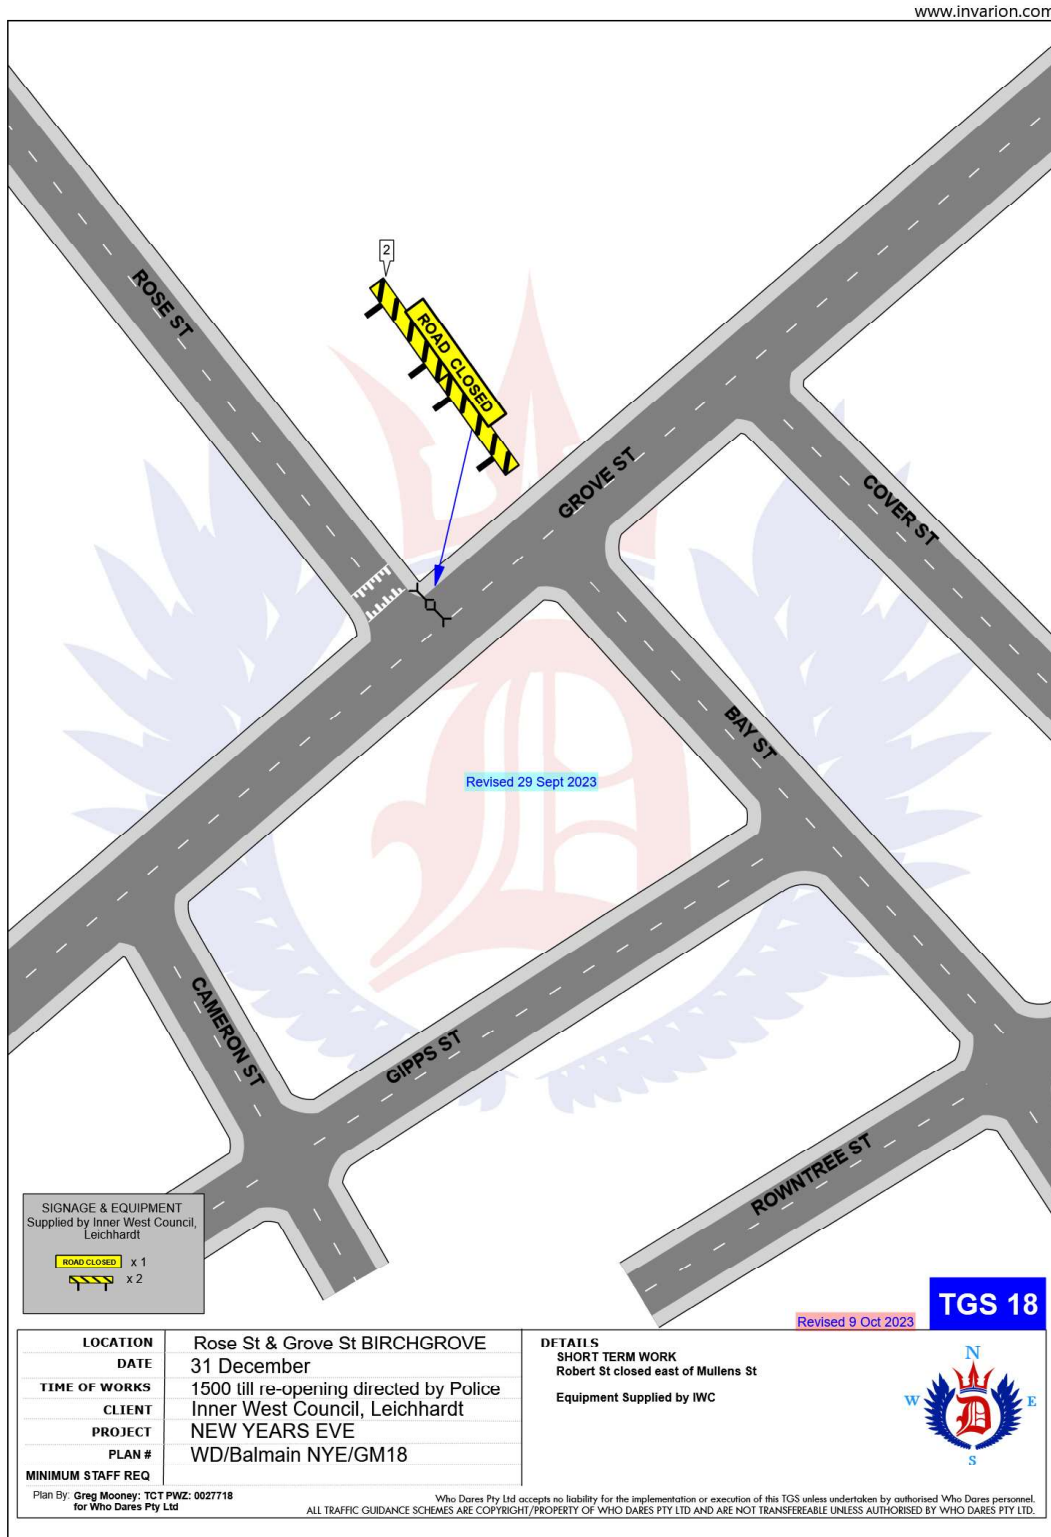 www.invarion.com
ROSE ST
2
ROAD CLOSED
GROVE ST
COVER ST
BAY ST
Revised 29 Sept 2023
CAMERON ST
GIPPS ST
ROWNTREE ST
SIGNAGE & EQUIPMENT
Supplied by Inner West Council,
Leichhardt
ROAD CLOSED x 1
x 2
TGS 18
Revised 9 Oct 2023
LOCATION Rose St & Grove St BIRCHGROVE
DATE 31 December
TIME OF WORKS 1500 till re-opening directed by Police
CLIENT Inner West Council, Leichhardt
PROJECT NEW YEARS EVE
PLAN # WD/Balmain NYE/GM18
MINIMUM STAFF REQ
DETAILS
SHORT TERM WORK
Robert St closed east of Mullens St
Equipment Supplied by IWC
N
W
E
D
S
Plan By: Greg Mooney: TCT PWZ: 0027718
for Who Dares Pty Ltd
Who Dares Pty Ltd accepts no liability for the implementation or execution of this TGS unless undertaken by authorised Who Dares personnel.
ALL TRAFFIC GUIDANCE SCHEMES ARE COPYRIGHT/PROPERTY OF WHO DARES PTY LTD AND ARE NOT TRANSFEREABLE UNLESS AUTHORISED BY WHO DARES PTY LTD.